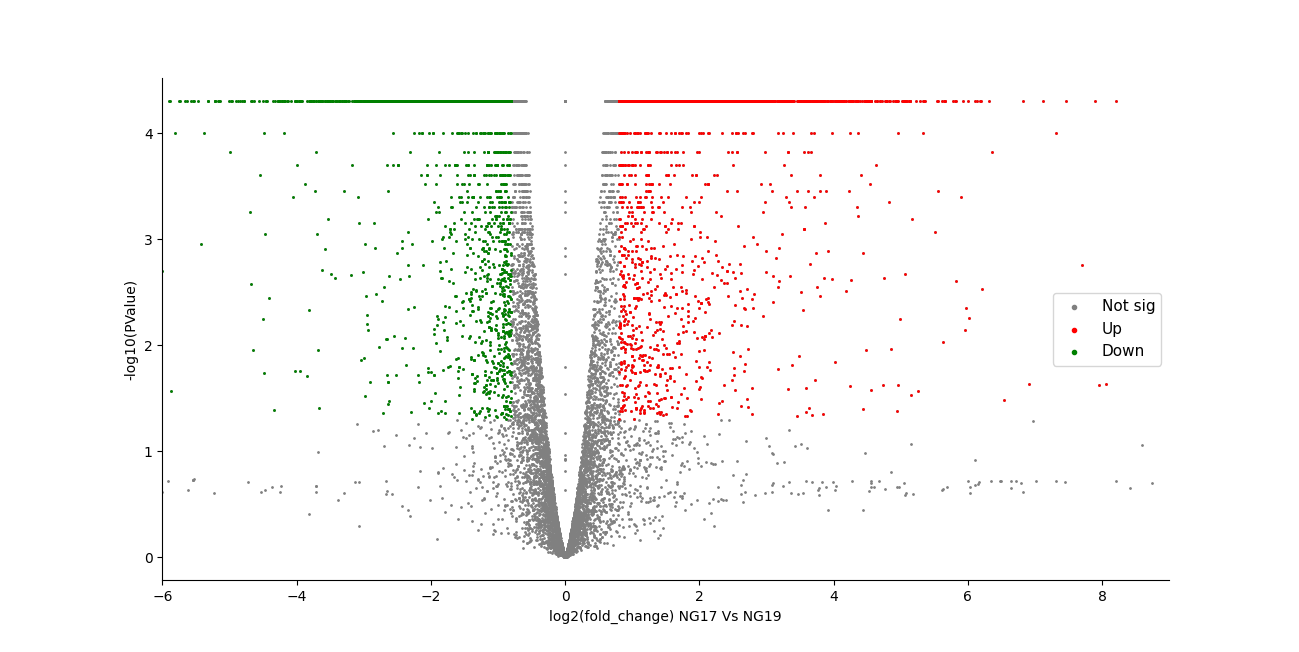 4
3
2
1
0
-log10(PValue)
Not sig
Up
Down
−6
−4
−2
0
2
4
6
8
log2(fold_change) NG17 Vs NG19